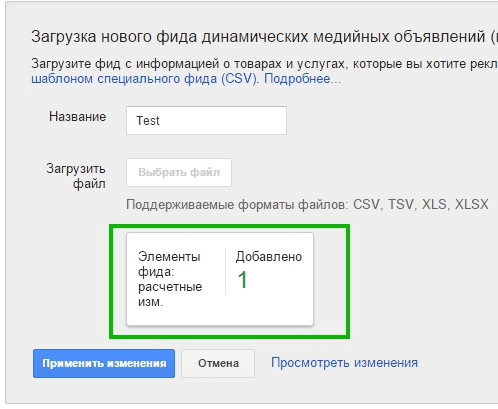 Загрузка нового фида динамических медийных объявлений (
Загрузите фид с информацией о товарах и услугах, которые вы хотите рекл
шаблоном специального фида (CSV). Подробнее...
Название
Test
Загрузить
файл
Выбрать файл
Поддерживаемые форматы файлов: CSV, TSV, XLS, XLSX
Элементы
фида:
расчетные
изм.
Добавлено
1
Применить изменения
Отмена
Просмотреть изменения